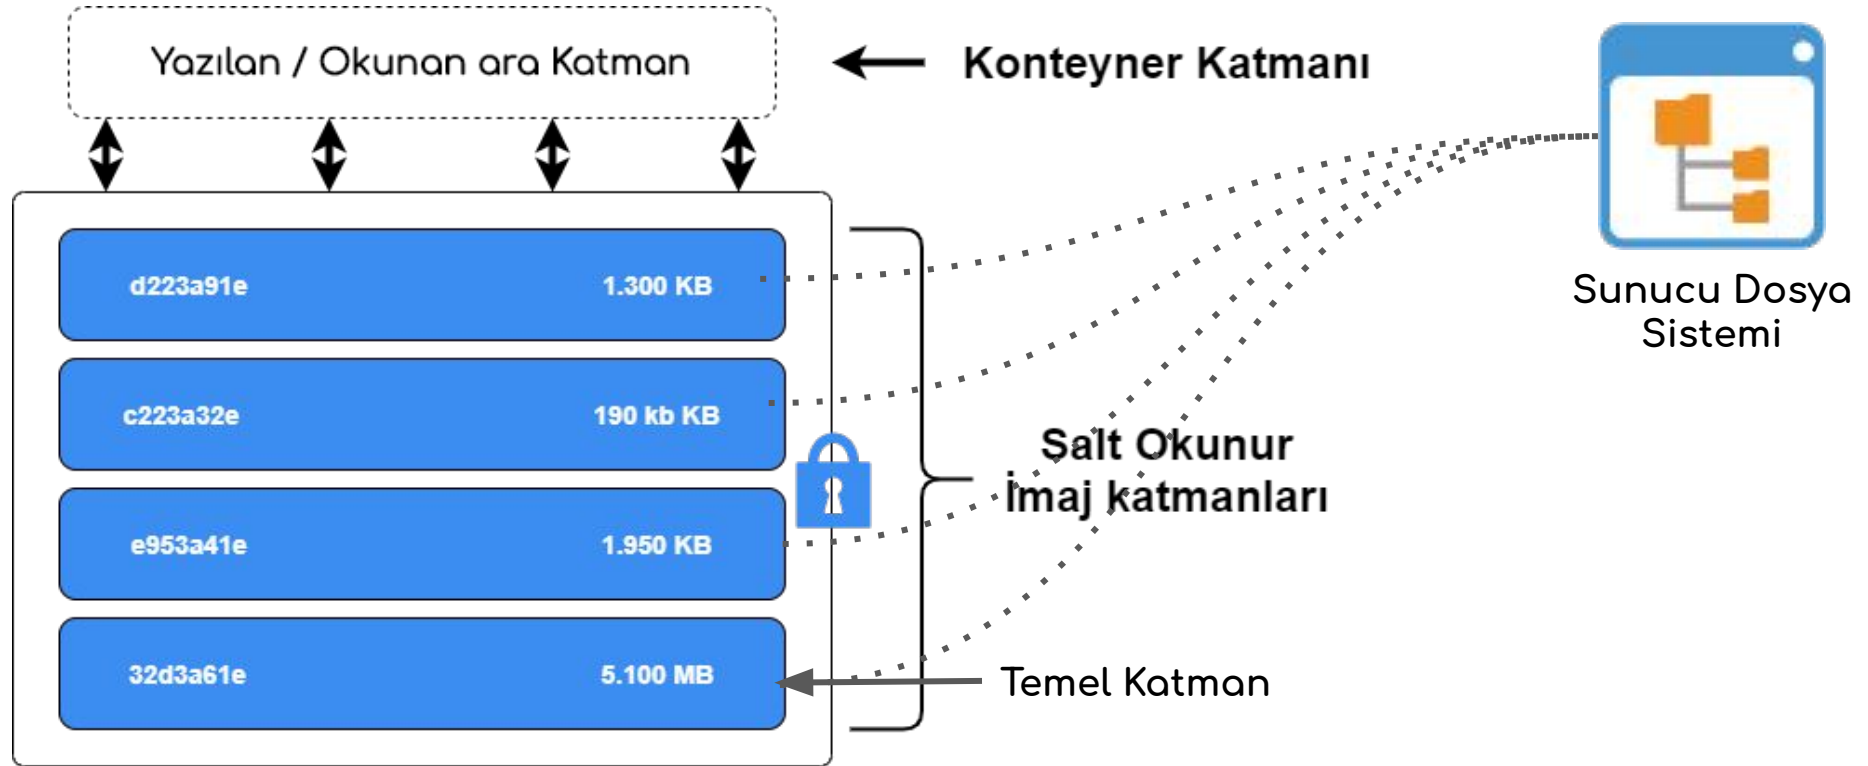 Yazılan / Okunan ara Katman
Konteyner Katmanı
Sunucu Dosya
Sistemi
d223a91e 1.300 KB
c223a32e 190 kb KB
e953a41e 1.950 KB
32d3a61e 5.100 MB
Salt Okunur
İmaj katmanları
Temel Katman